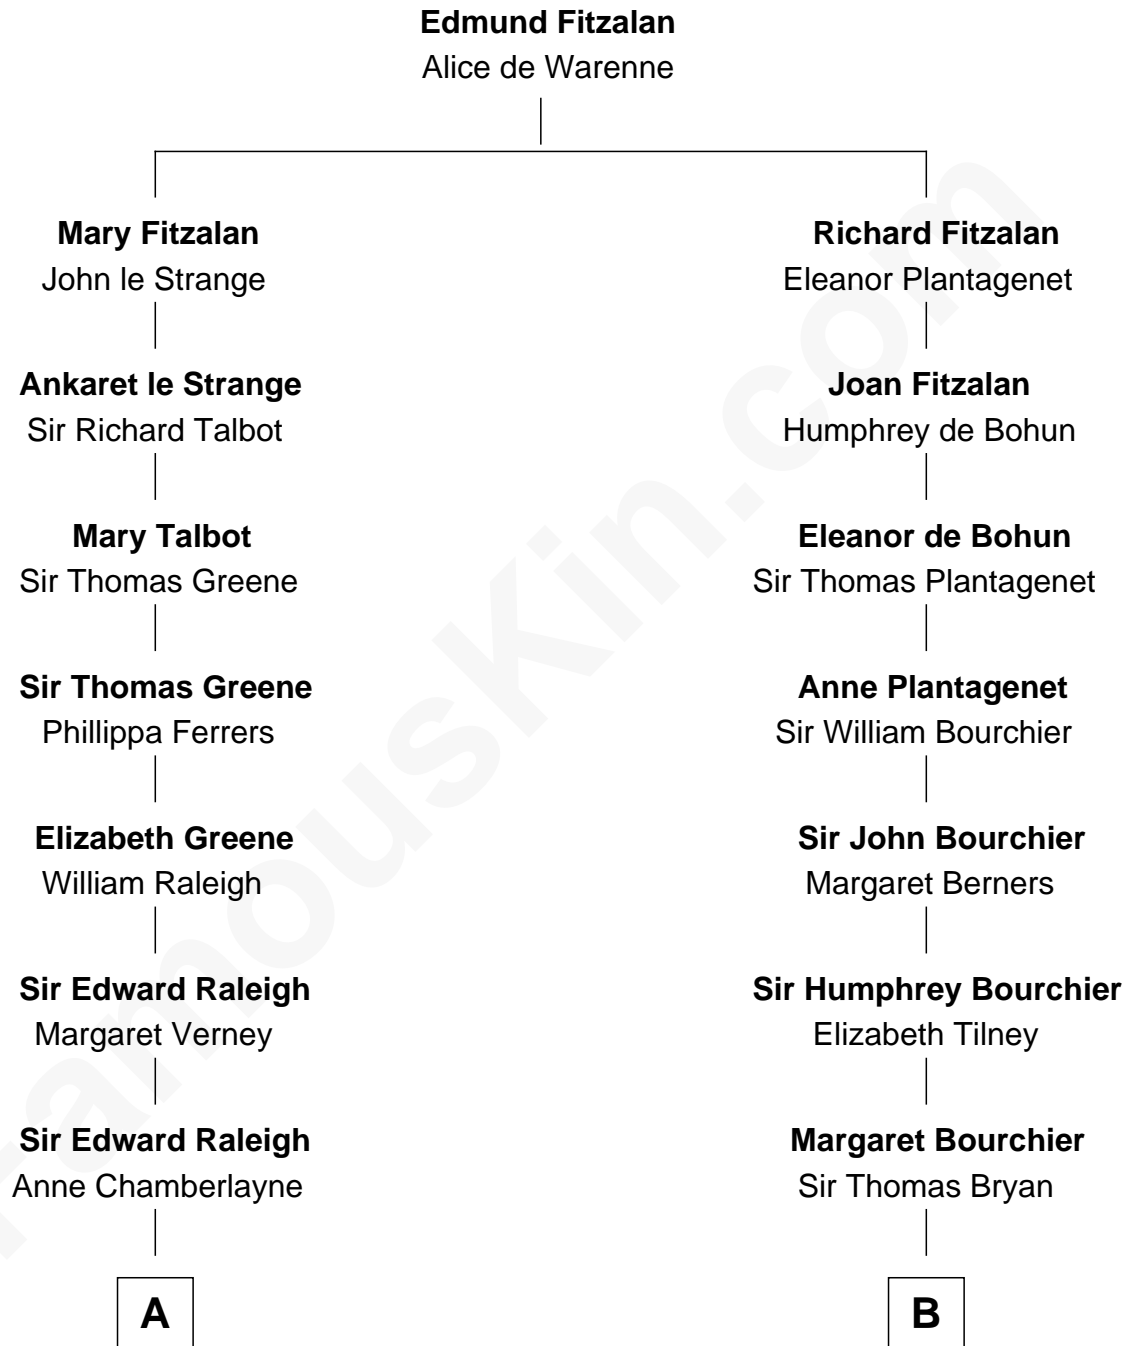 Edmund Fitzalan
Alice de Warenne
Mary Fitzalan
John le Strange
Richard Fitzalan
Eleanor Plantagenet
Ankaret le Strange
Sir Richard Talbot
Joan Fitzalan
Humphrey de Bohun
Mary Talbot
Sir Thomas Greene
Eleanor de Bohun
Sir Thomas Plantagenet
Sir Thomas Greene
Phillippa Ferrers
Anne Plantagenet
Sir William Bourchier
Elizabeth Greene
William Raleigh
Sir John Bourchier
Margaret Berners
Sir Edward Raleigh
Margaret Verney
Sir Humphrey Bourchier
Elizabeth Tilney
Sir Edward Raleigh
Anne Chamberlayne
Margaret Bourchier
Sir Thomas Bryan
A
B
FamousKin.com